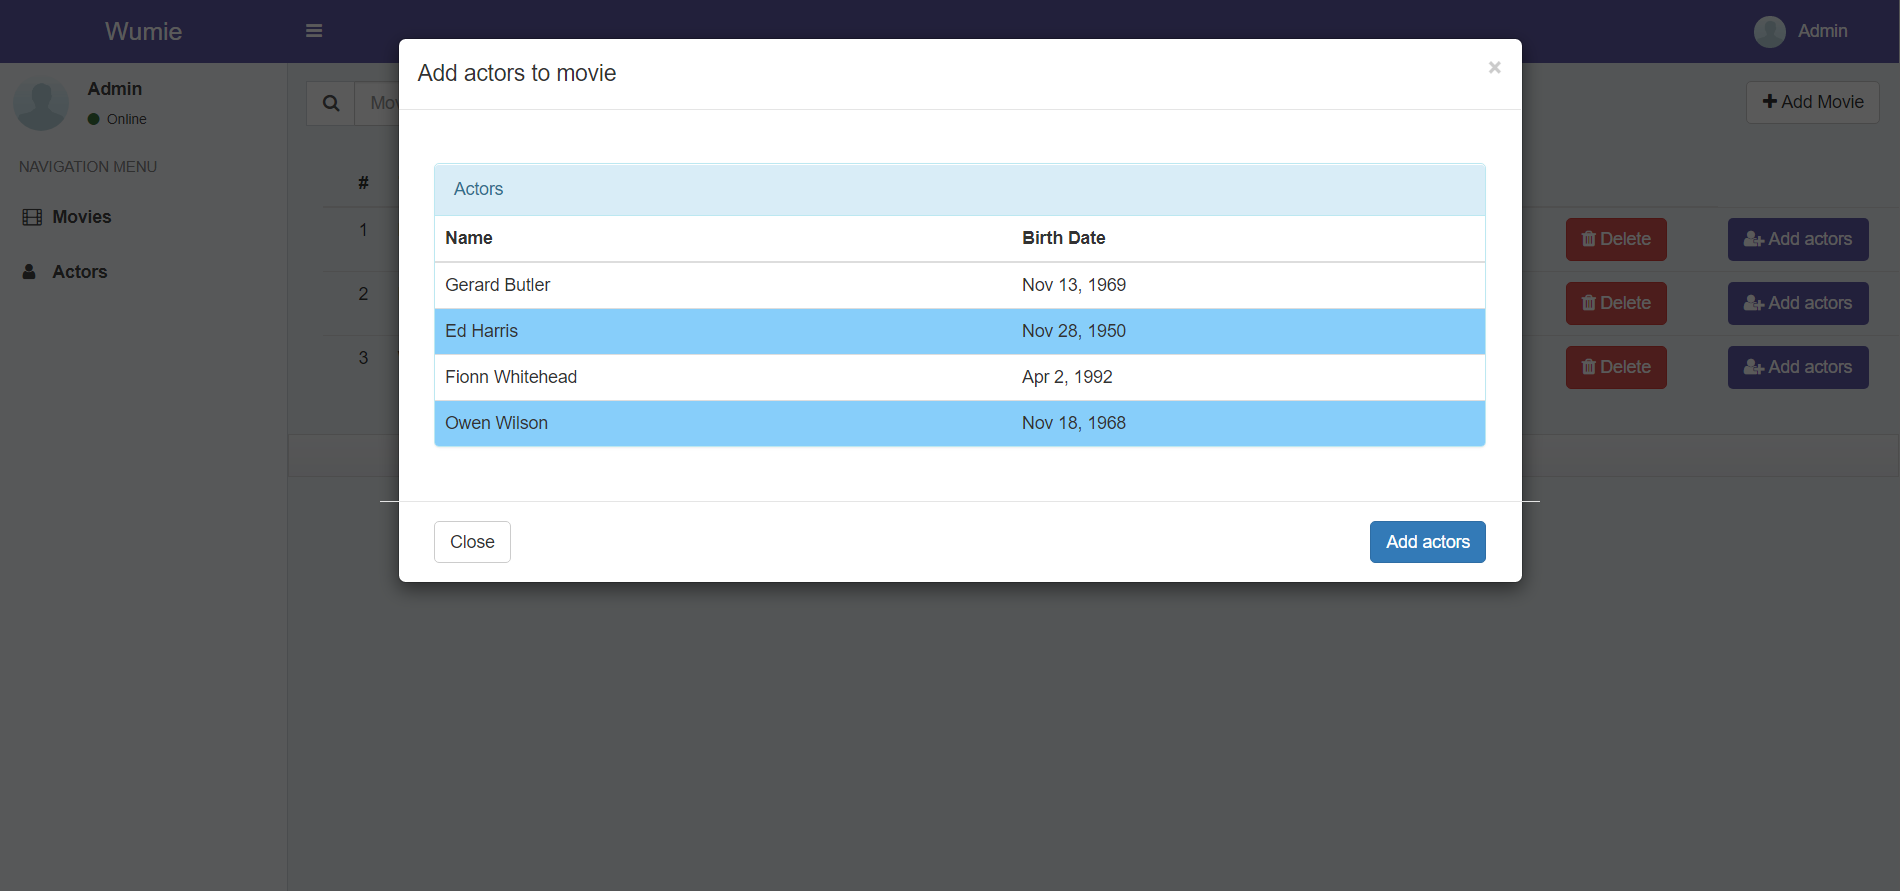 Wumie
Admin
Admin
Online
NAVIGATION MENU
Movies
Actors
Add Movie
#
1
Delete
Add actors
2
Delete
Add actors
3
Delete
Add actors
Add actors to movie
×
Actors
Name Birth Date
Gerard Butler Nov 13, 1969
Ed Harris Nov 28, 1950
Fionn Whitehead Apr 2, 1992
Owen Wilson Nov 18, 1968
Close
Add actors